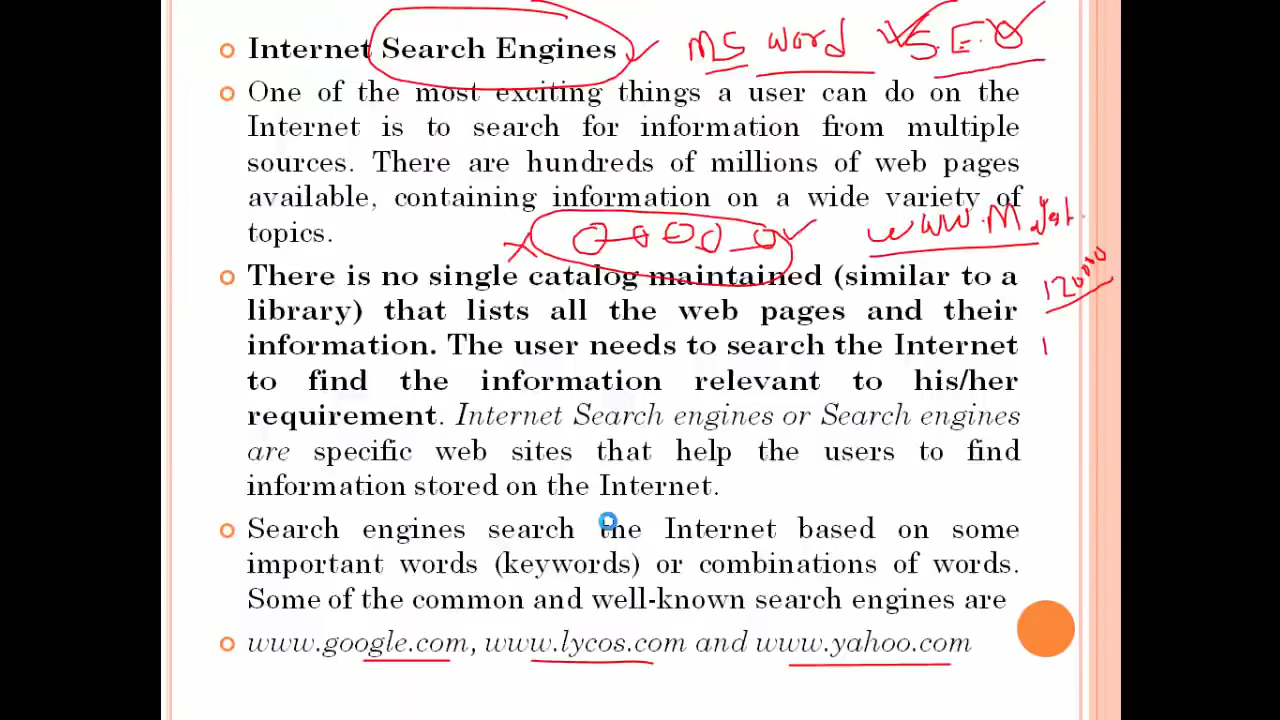 Internet Search Engines MS Word S.E.O
One of the most exciting things a user can do on the
Internet is to search for information from multiple
sources. There are hundreds of millions of web pages
available, containing information on a wide variety of
topics. www.M
There is no single catalog maintained (similar to a
library) that lists all the web pages and their 120000
information. The user needs to search the Internet 1
to find the information relevant to his/her
requirement. Internet Search engines or Search engines
are specific web sites that help the users to find
information stored on the Internet.
Search engines search the Internet based on some
important words (keywords) or combinations of words.
Some of the common and well-known search engines are
www.google.com, www.lycos.com and www.yahoo.com